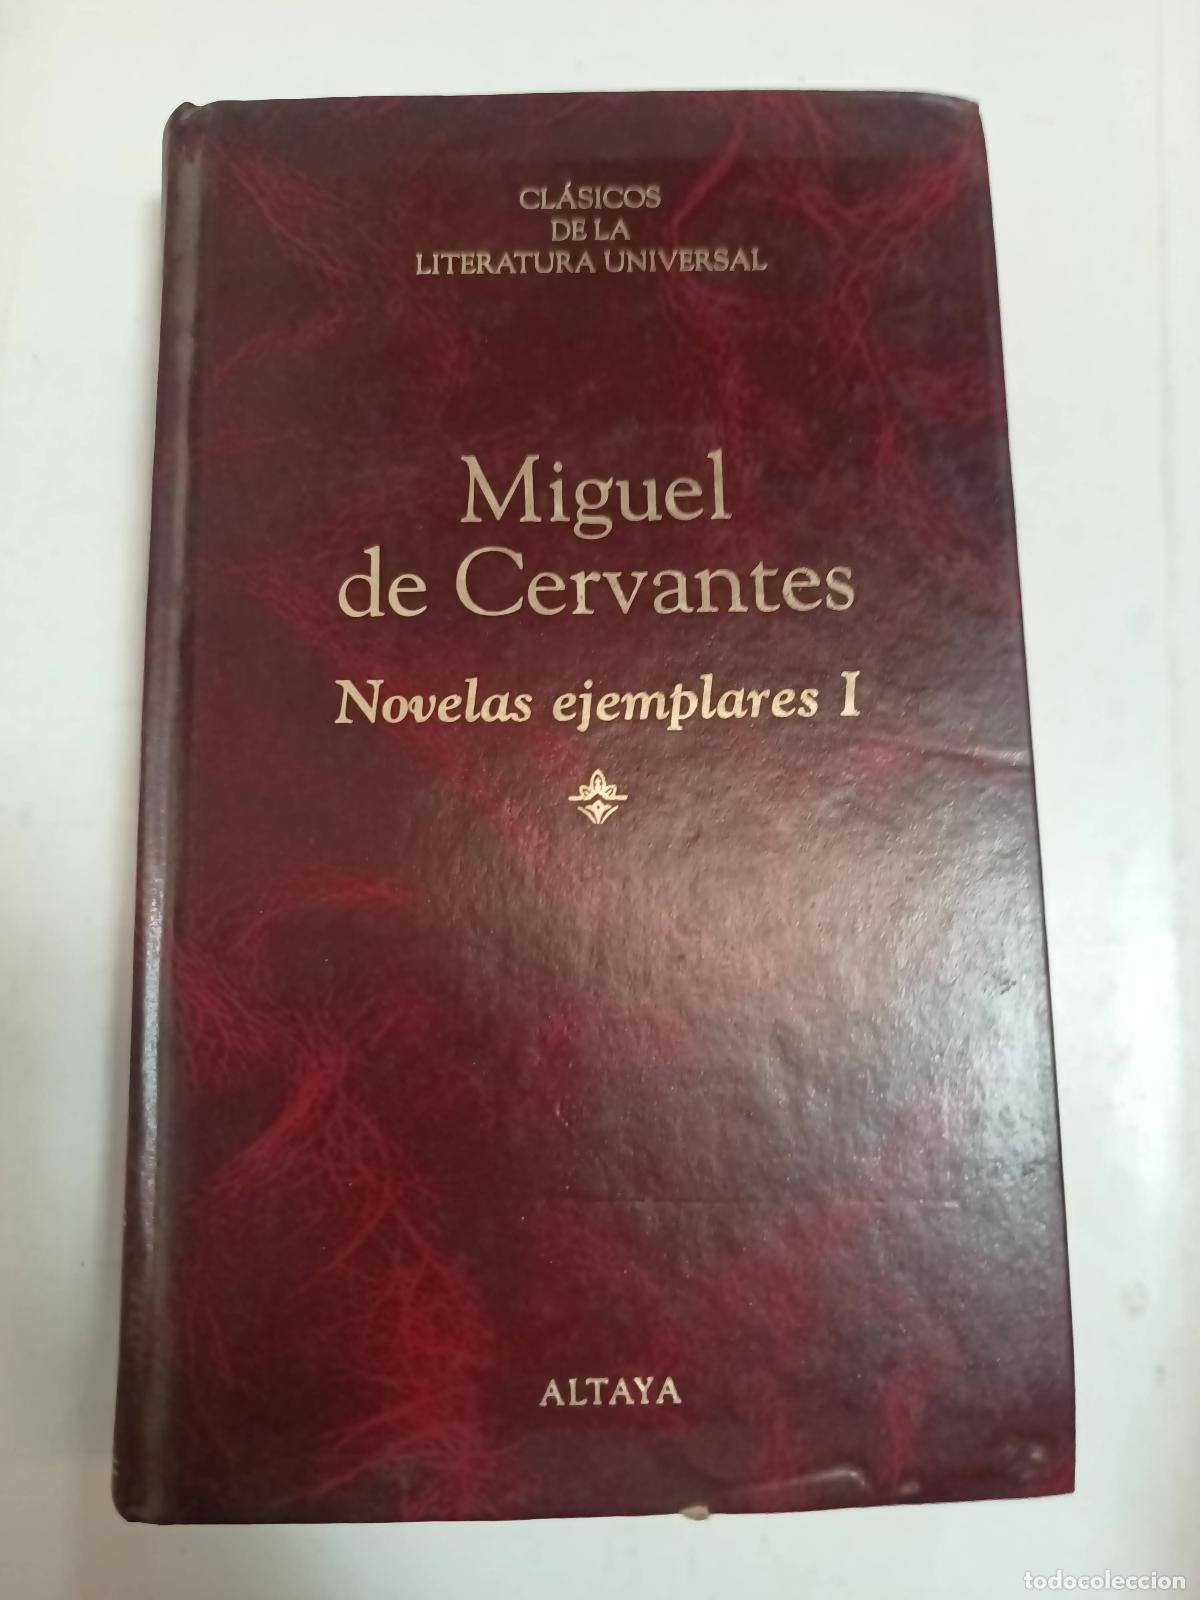 CLÁSICOS
DE LA
LITERATURA UNIVERSAL
Miguel
de Cervantes
Novelas ejemplares I
ALTAYA
todocoleccion